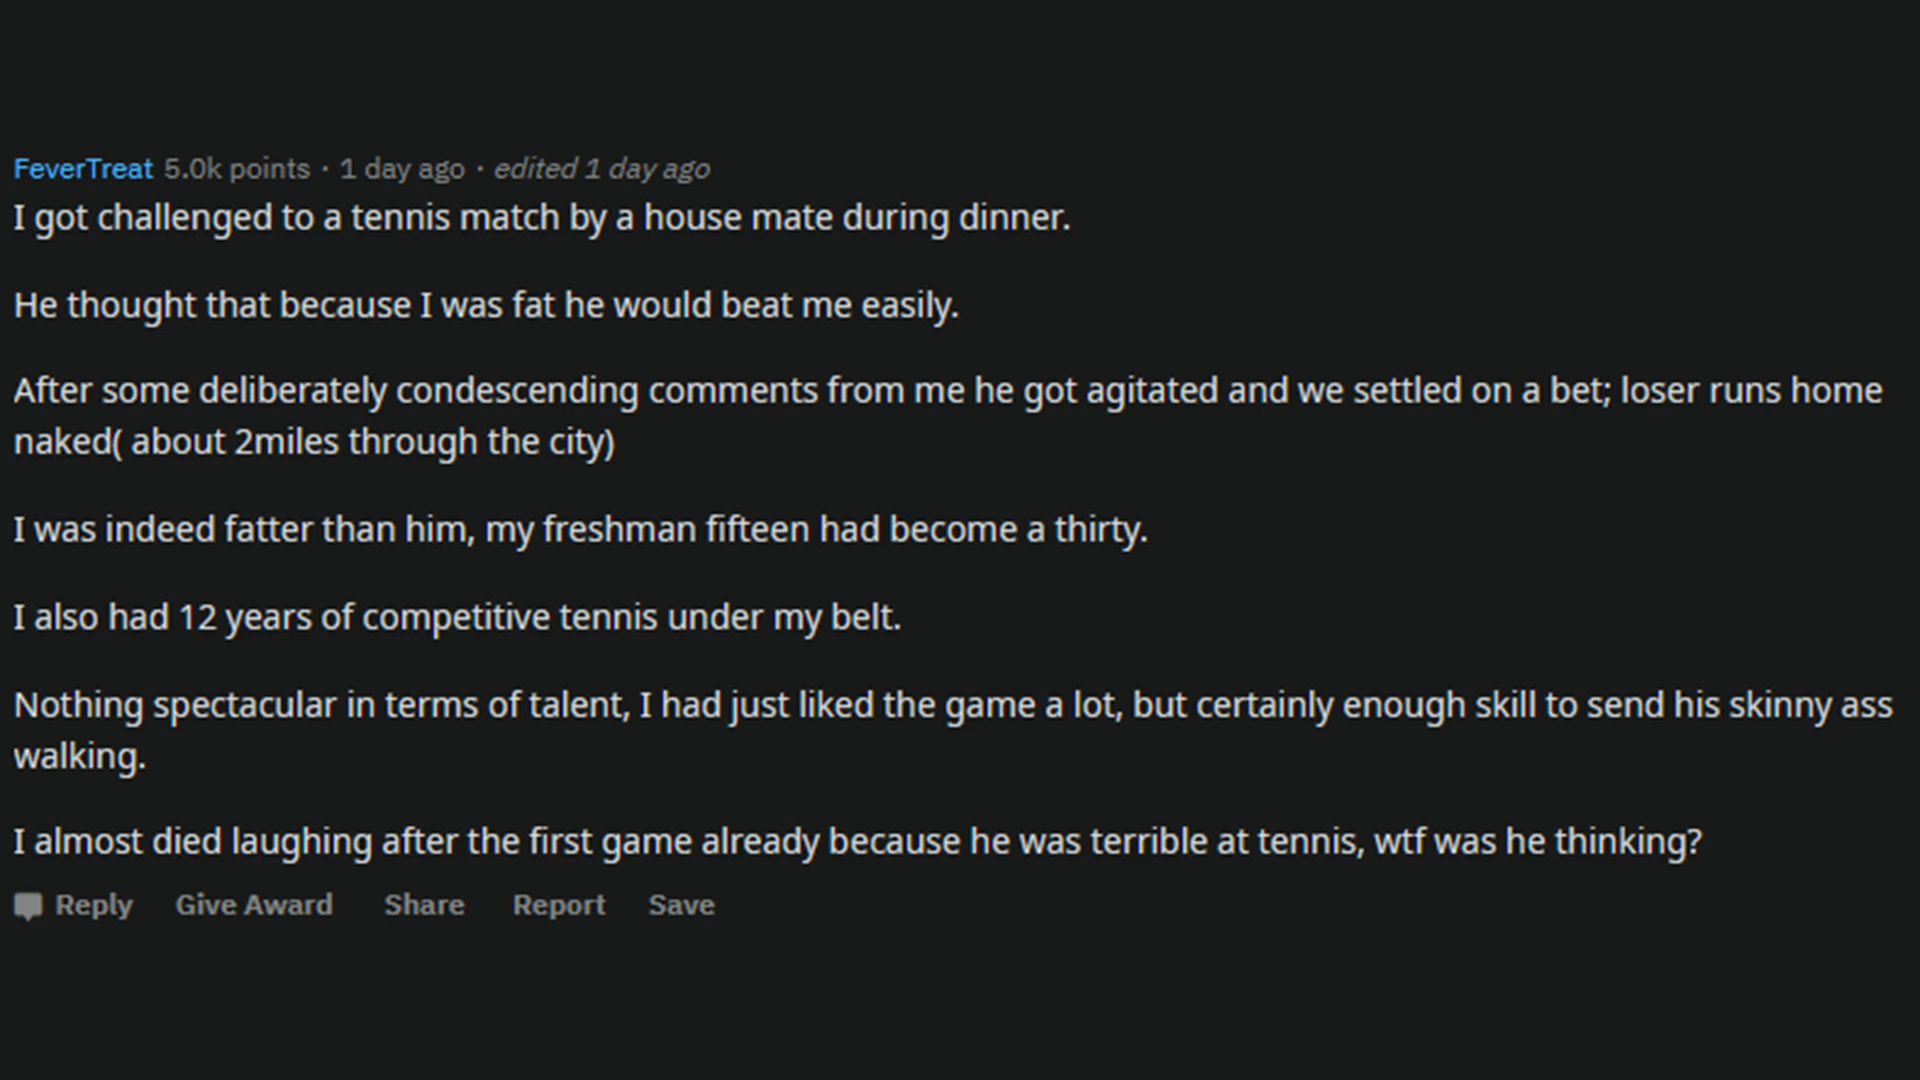 FeverTreat 5.0k points · 1 day ago · edited 1 day ago
I got challenged to a tennis match by a house mate during dinner.
He thought that because I was fat he would beat me easily.
After some deliberately condescending comments from me he got agitated and we settled on a bet; loser runs home
naked( about 2miles through the city)
I was indeed fatter than him, my freshman fifteen had become a thirty.
I also had 12 years of competitive tennis under my belt.
Nothing spectacular in terms of talent, I had just liked the game a lot, but certainly enough skill to send his skinny ass
walking.
I almost died laughing after the first game already because he was terrible at tennis, wtf was he thinking?
Reply Give Award Share Report Save